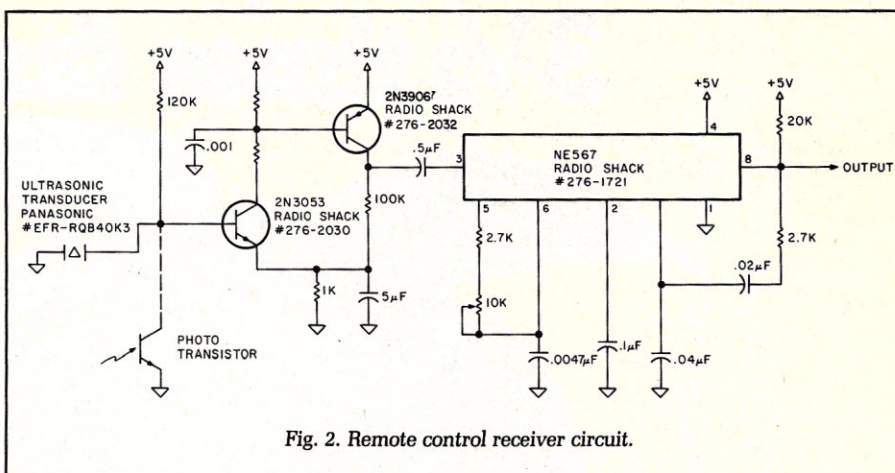 +5V
+5V
+5V
120K
2N3906
RADIO SHACK
#276-2032
.001
.5µF
+5V
+5V
4
20K
3
NE567
RADIO SHACK
#276-1721
8
OUTPUT
ULTRASONIC
TRANSDUCER
PANASONIC
#EFR-RQB40K3
2N3053
RADIO SHACK
#276-2030
100K
5
6
2
1
2.7K
2.7K
.02µF
1K
5µF
10K
PHOTO
TRANSISTOR
.0047µF
.1µF
.04µF
Fig. 2. Remote control receiver circuit.